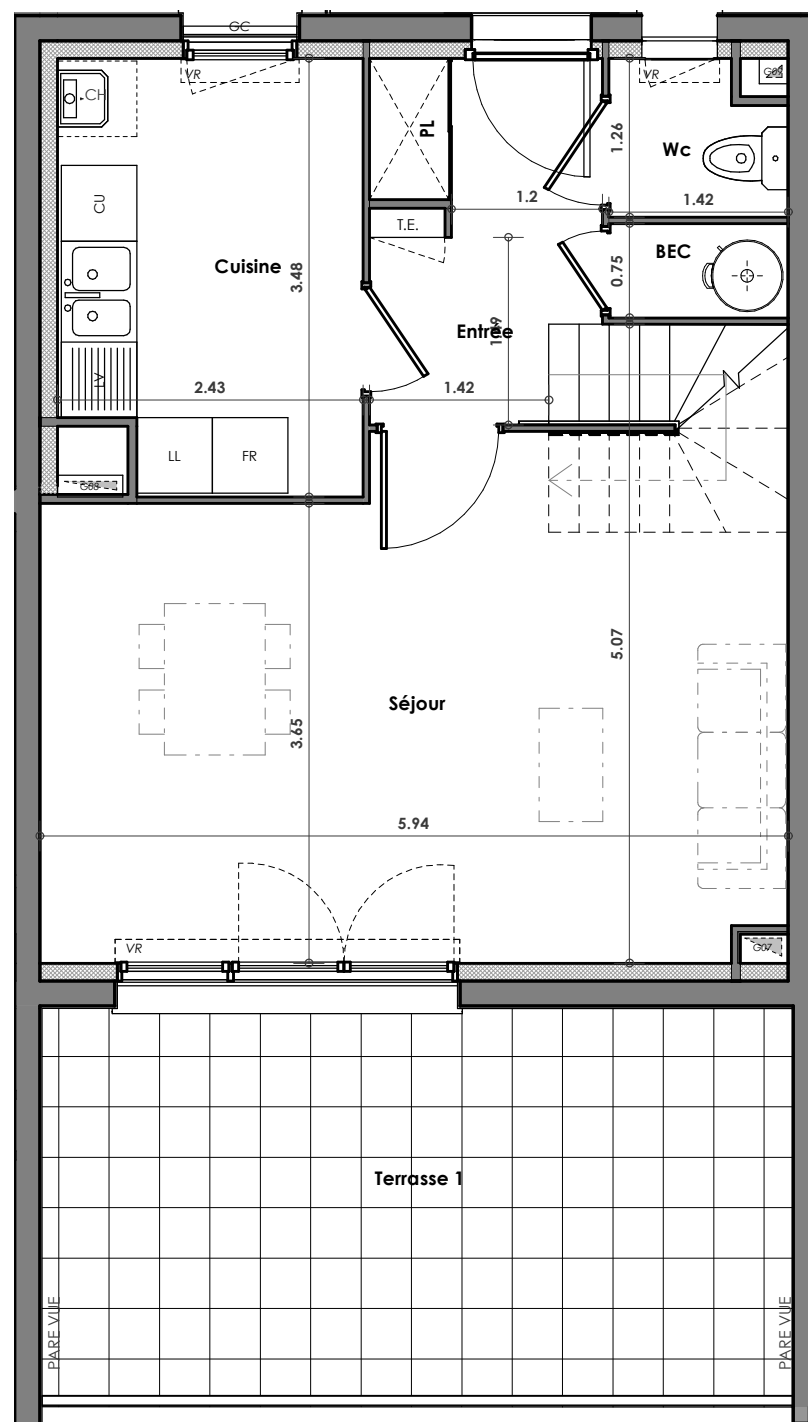 GC
VR
VR
G05
CH
PL
1.26
Wc
CU
1.2
1.42
T.E.
BEC
Cuisine
3.48
0.75
Entrée
LV
2.43
1.42
LL
FR
5.07
Séjour
3.65
5.94
VR
G07
Terrasse 1
PARE VUE
PARE VUE